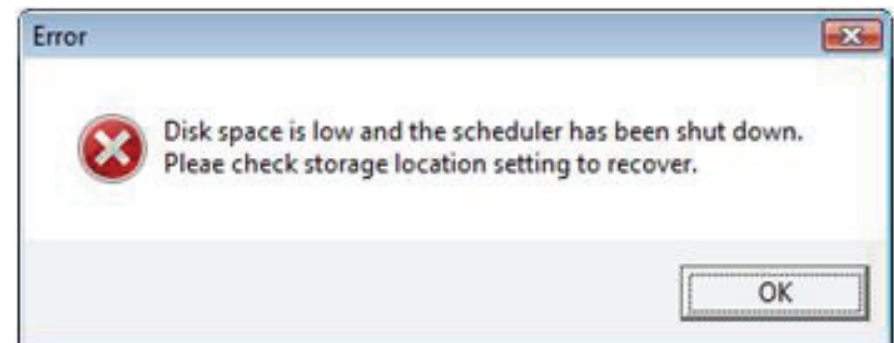 Error
Disk space is low and the scheduler has been shut down.
Pleae check storage location setting to recover.
OK